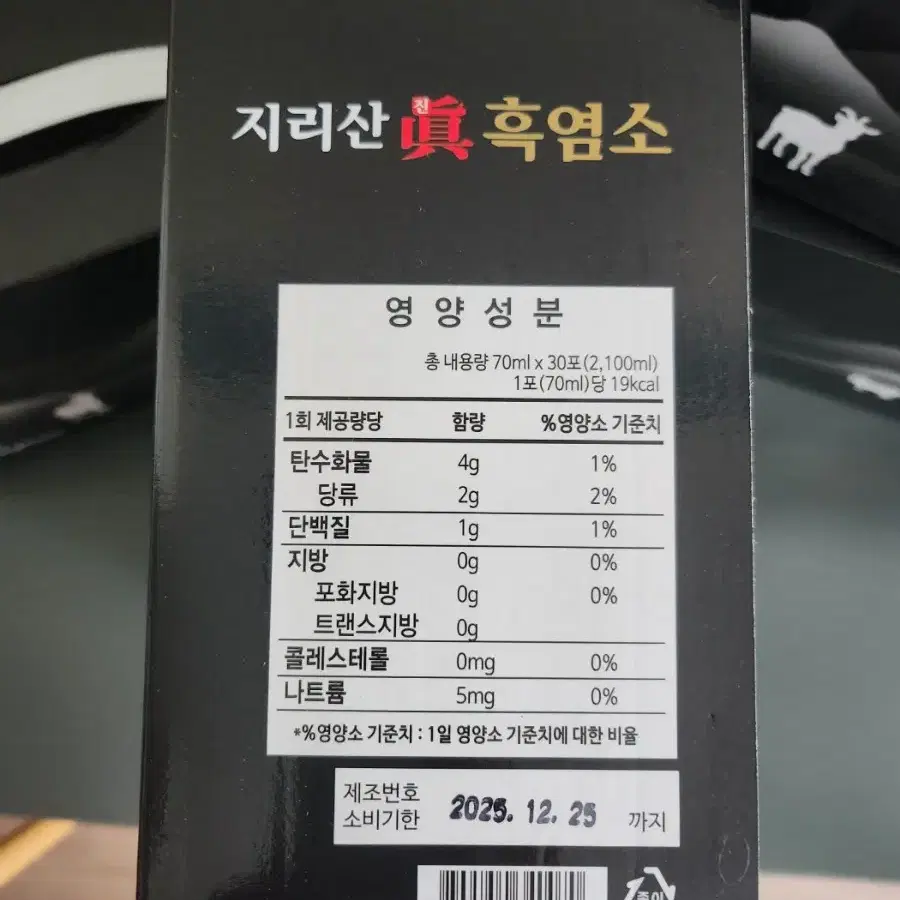 지리산 眞 진 흑염소
영양성분
총 내용량 70ml x 30포(2,100ml)
1포(70ml)당 19kcal
1회 제공량당 함량 %영양소 기준치
탄수화물 4g 1%
당류 2g 2%
단백질 1g 1%
지방 0g 0%
포화지방 0g 0%
트랜스지방 0g
콜레스테롤 0mg 0%
나트륨 5mg 0%
*%영양소 기준치 : 1일 영양소 기준치에 대한 비율
제조번호
소비기한 2025. 12. 25 까지
종이